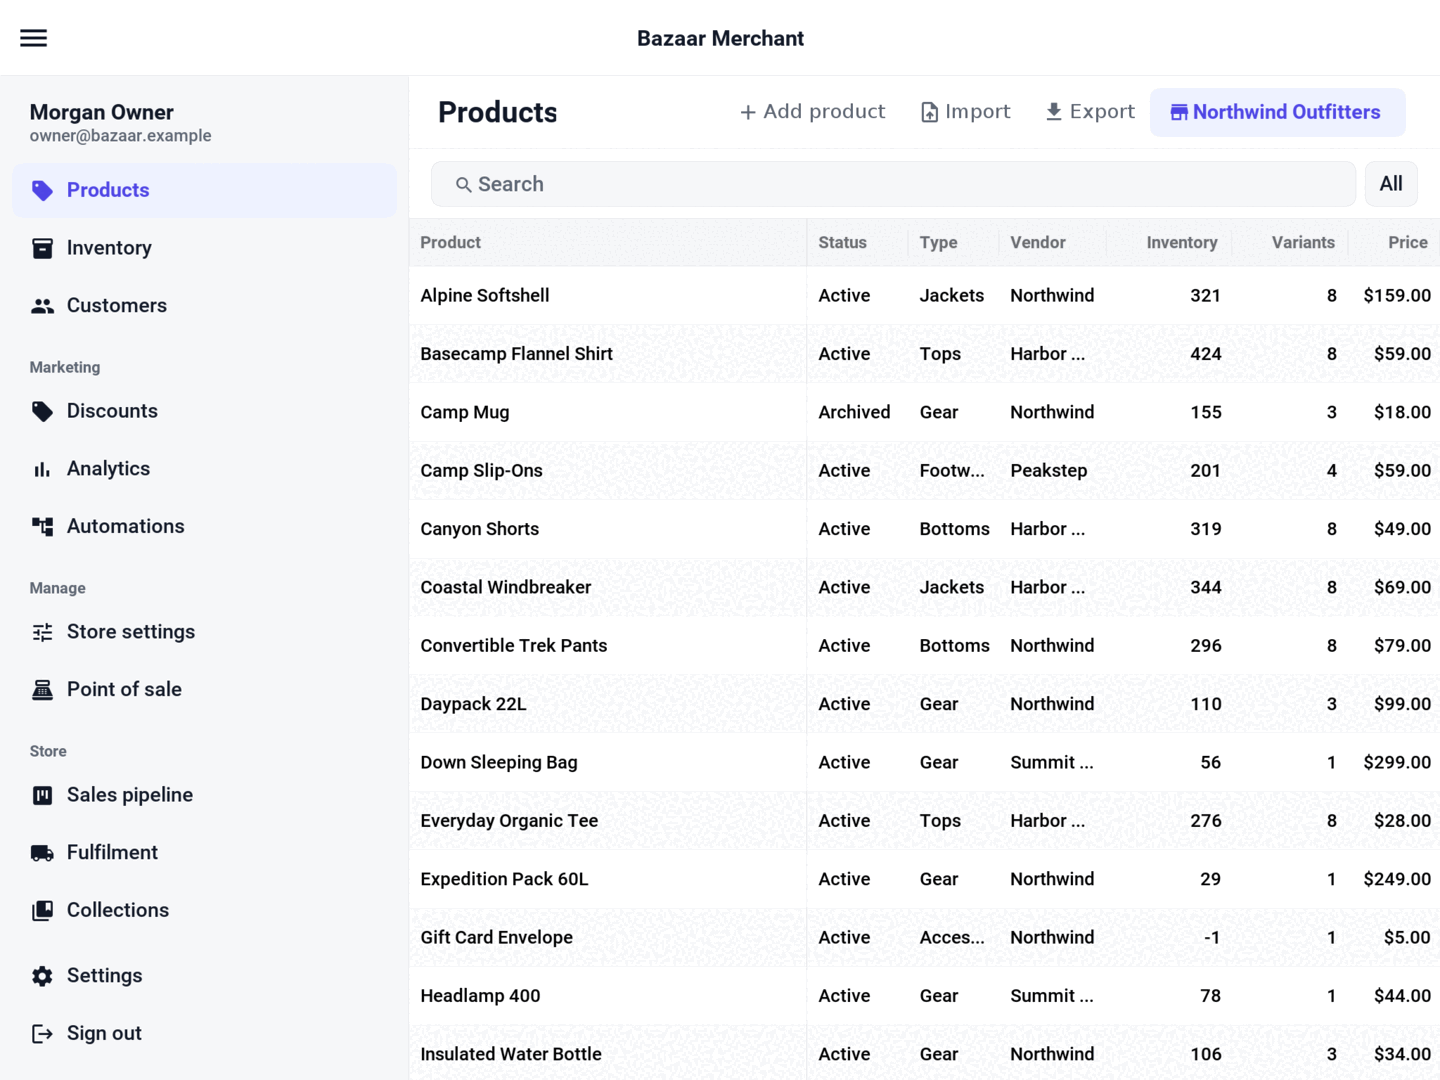 Bazaar Merchant
Morgan Owner
owner@bazaar.example
Products
Inventory
Customers
Marketing
Discounts
Analytics
Automations
Manage
Store settings
Point of sale
Store
Sales pipeline
Fulfilment
Collections
Settings
Sign out
Products
Add product
Import
Export
Northwind Outfitters
Search
All
Product Status Type Vendor Inventory Variants Price
Alpine Softshell Active Jackets Northwind 321 8 $159.00
Basecamp Flannel Shirt Active Tops Harbor ... 424 8 $59.00
Camp Mug Archived Gear Northwind 155 3 $18.00
Camp Slip-Ons Active Footw... Peakstep 201 4 $59.00
Canyon Shorts Active Bottoms Harbor ... 319 8 $49.00
Coastal Windbreaker Active Jackets Harbor ... 344 8 $69.00
Convertible Trek Pants Active Bottoms Northwind 296 8 $79.00
Daypack 22L Active Gear Northwind 110 3 $99.00
Down Sleeping Bag Active Gear Summit ... 56 1 $299.00
Everyday Organic Tee Active Tops Harbor ... 276 8 $28.00
Expedition Pack 60L Active Gear Northwind 29 1 $249.00
Gift Card Envelope Active Acces... Northwind -1 1 $5.00
Headlamp 400 Active Gear Summit ... 78 1 $44.00
Insulated Water Bottle Active Gear Northwind 106 3 $34.00